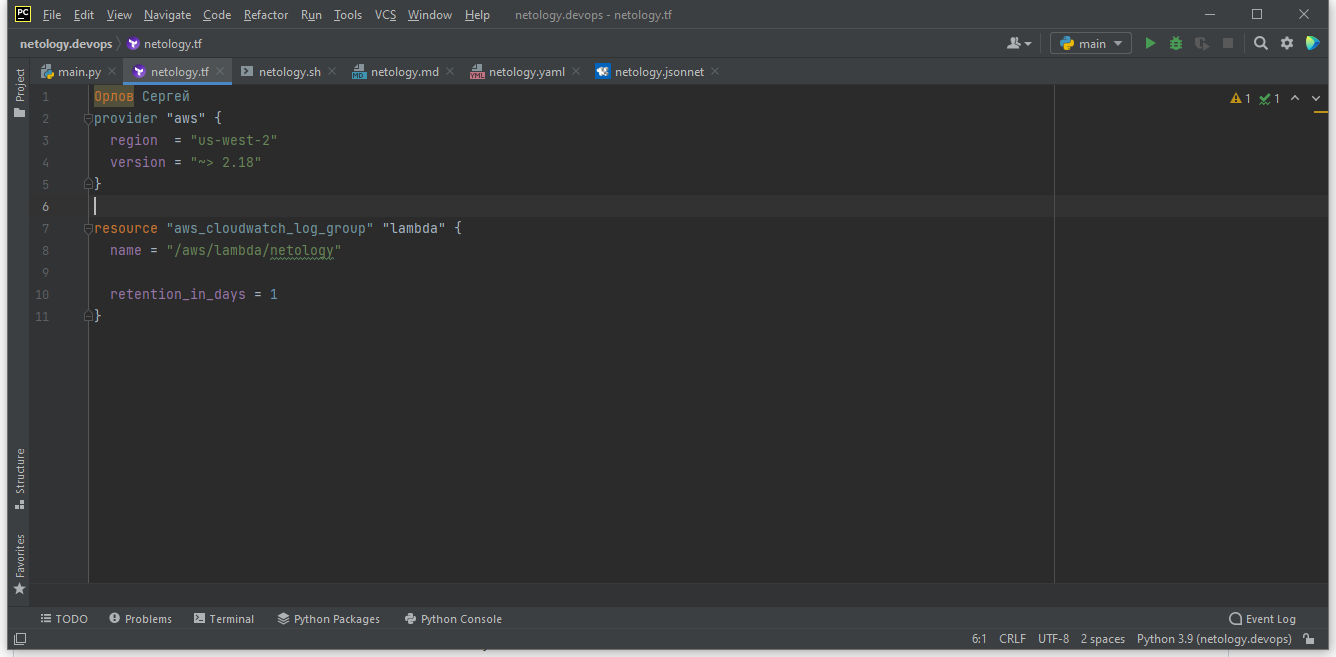 PC File Edit View Navigate Code Refactor Run Tools VCS Window Help netology.devops - netology.tf
netology.devops netology.tf main
main.py netology.tf netology.sh netology.md netology.yaml netology.jsonnet
Project
1 Орлов Сергей
2 provider "aws" {
3 region = "us-west-2"
4 version = "~> 2.18"
5 }
6
7 resource "aws_cloudwatch_log_group" "lambda" {
8 name = "/aws/lambda/netology"
9
10 retention_in_days = 1
11 }
1 1
Structure
Favorites
TODO Problems Terminal Python Packages Python Console Event Log
6:1 CRLF UTF-8 2 spaces Python 3.9 (netology.devops)